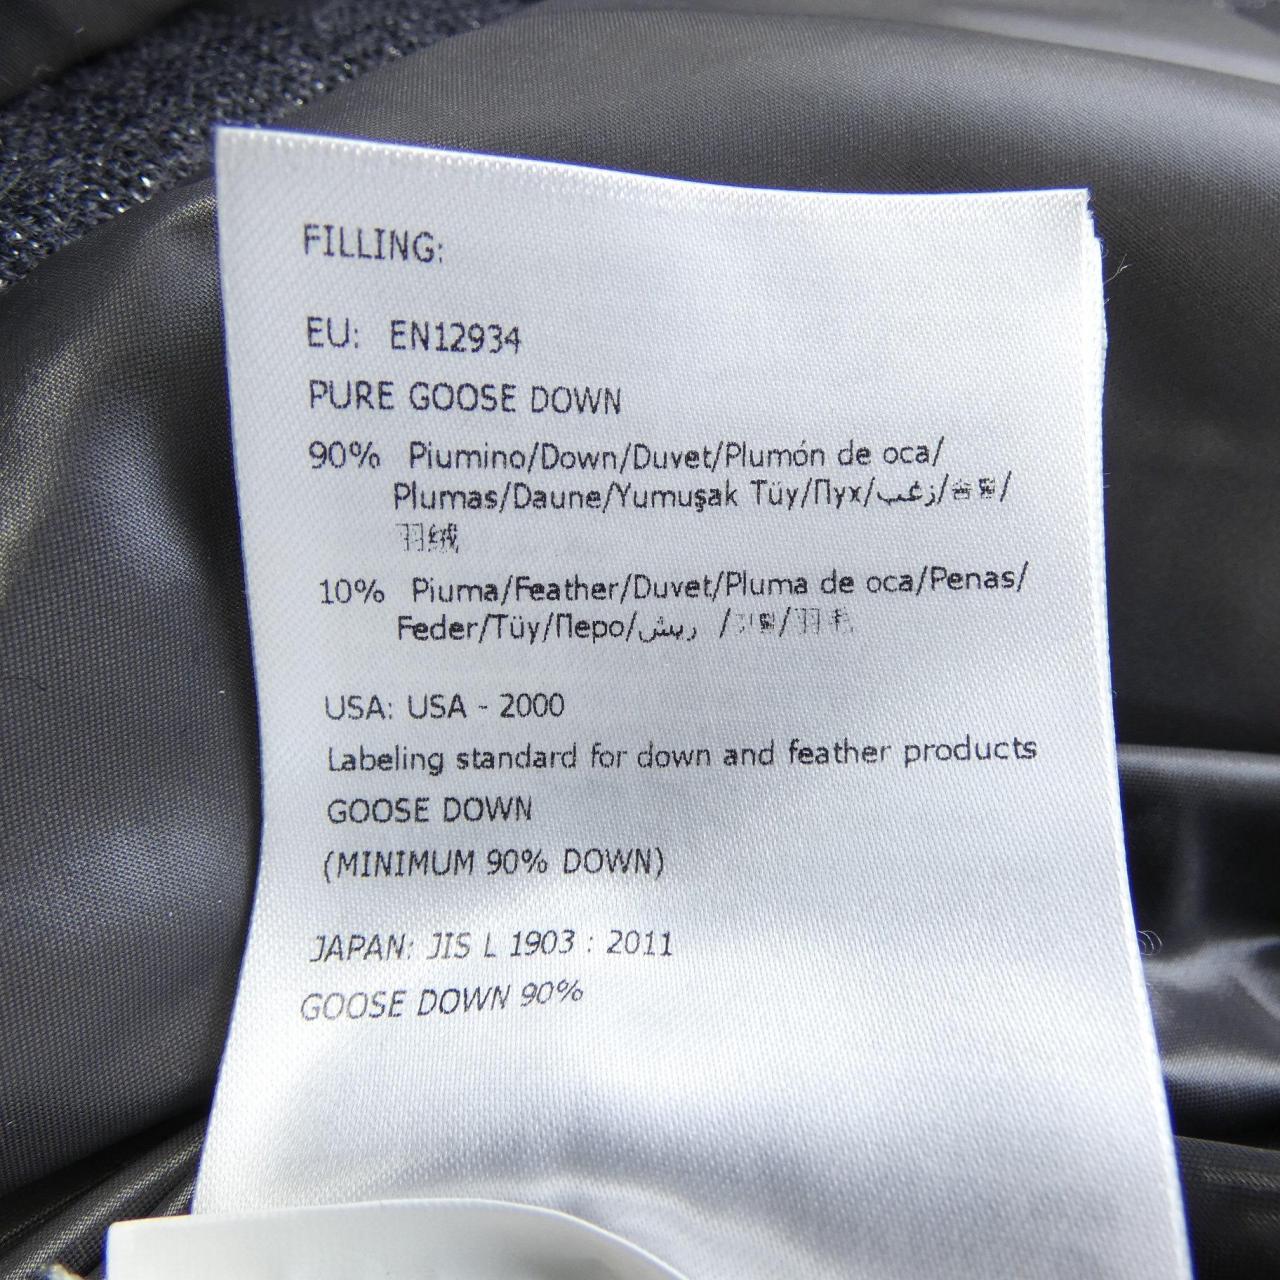 FILLING:
EU: EN12934
PURE GOOSE DOWN
90% Piumino/Down/Duvet/Plumón de oca/
Plumas/Daune/Yumuşak Tüy/Пух/زغب/
羽绒
10% Piuma/Feather/Duvet/Pluma de oca/Penas/
Feder/Tüy/Перо/ريش /羽毛
USA: USA - 2000
Labeling standard for down and feather products
GOOSE DOWN
(MINIMUM 90% DOWN)
JAPAN: JIS L 1903 : 2011
GOOSE DOWN 90%